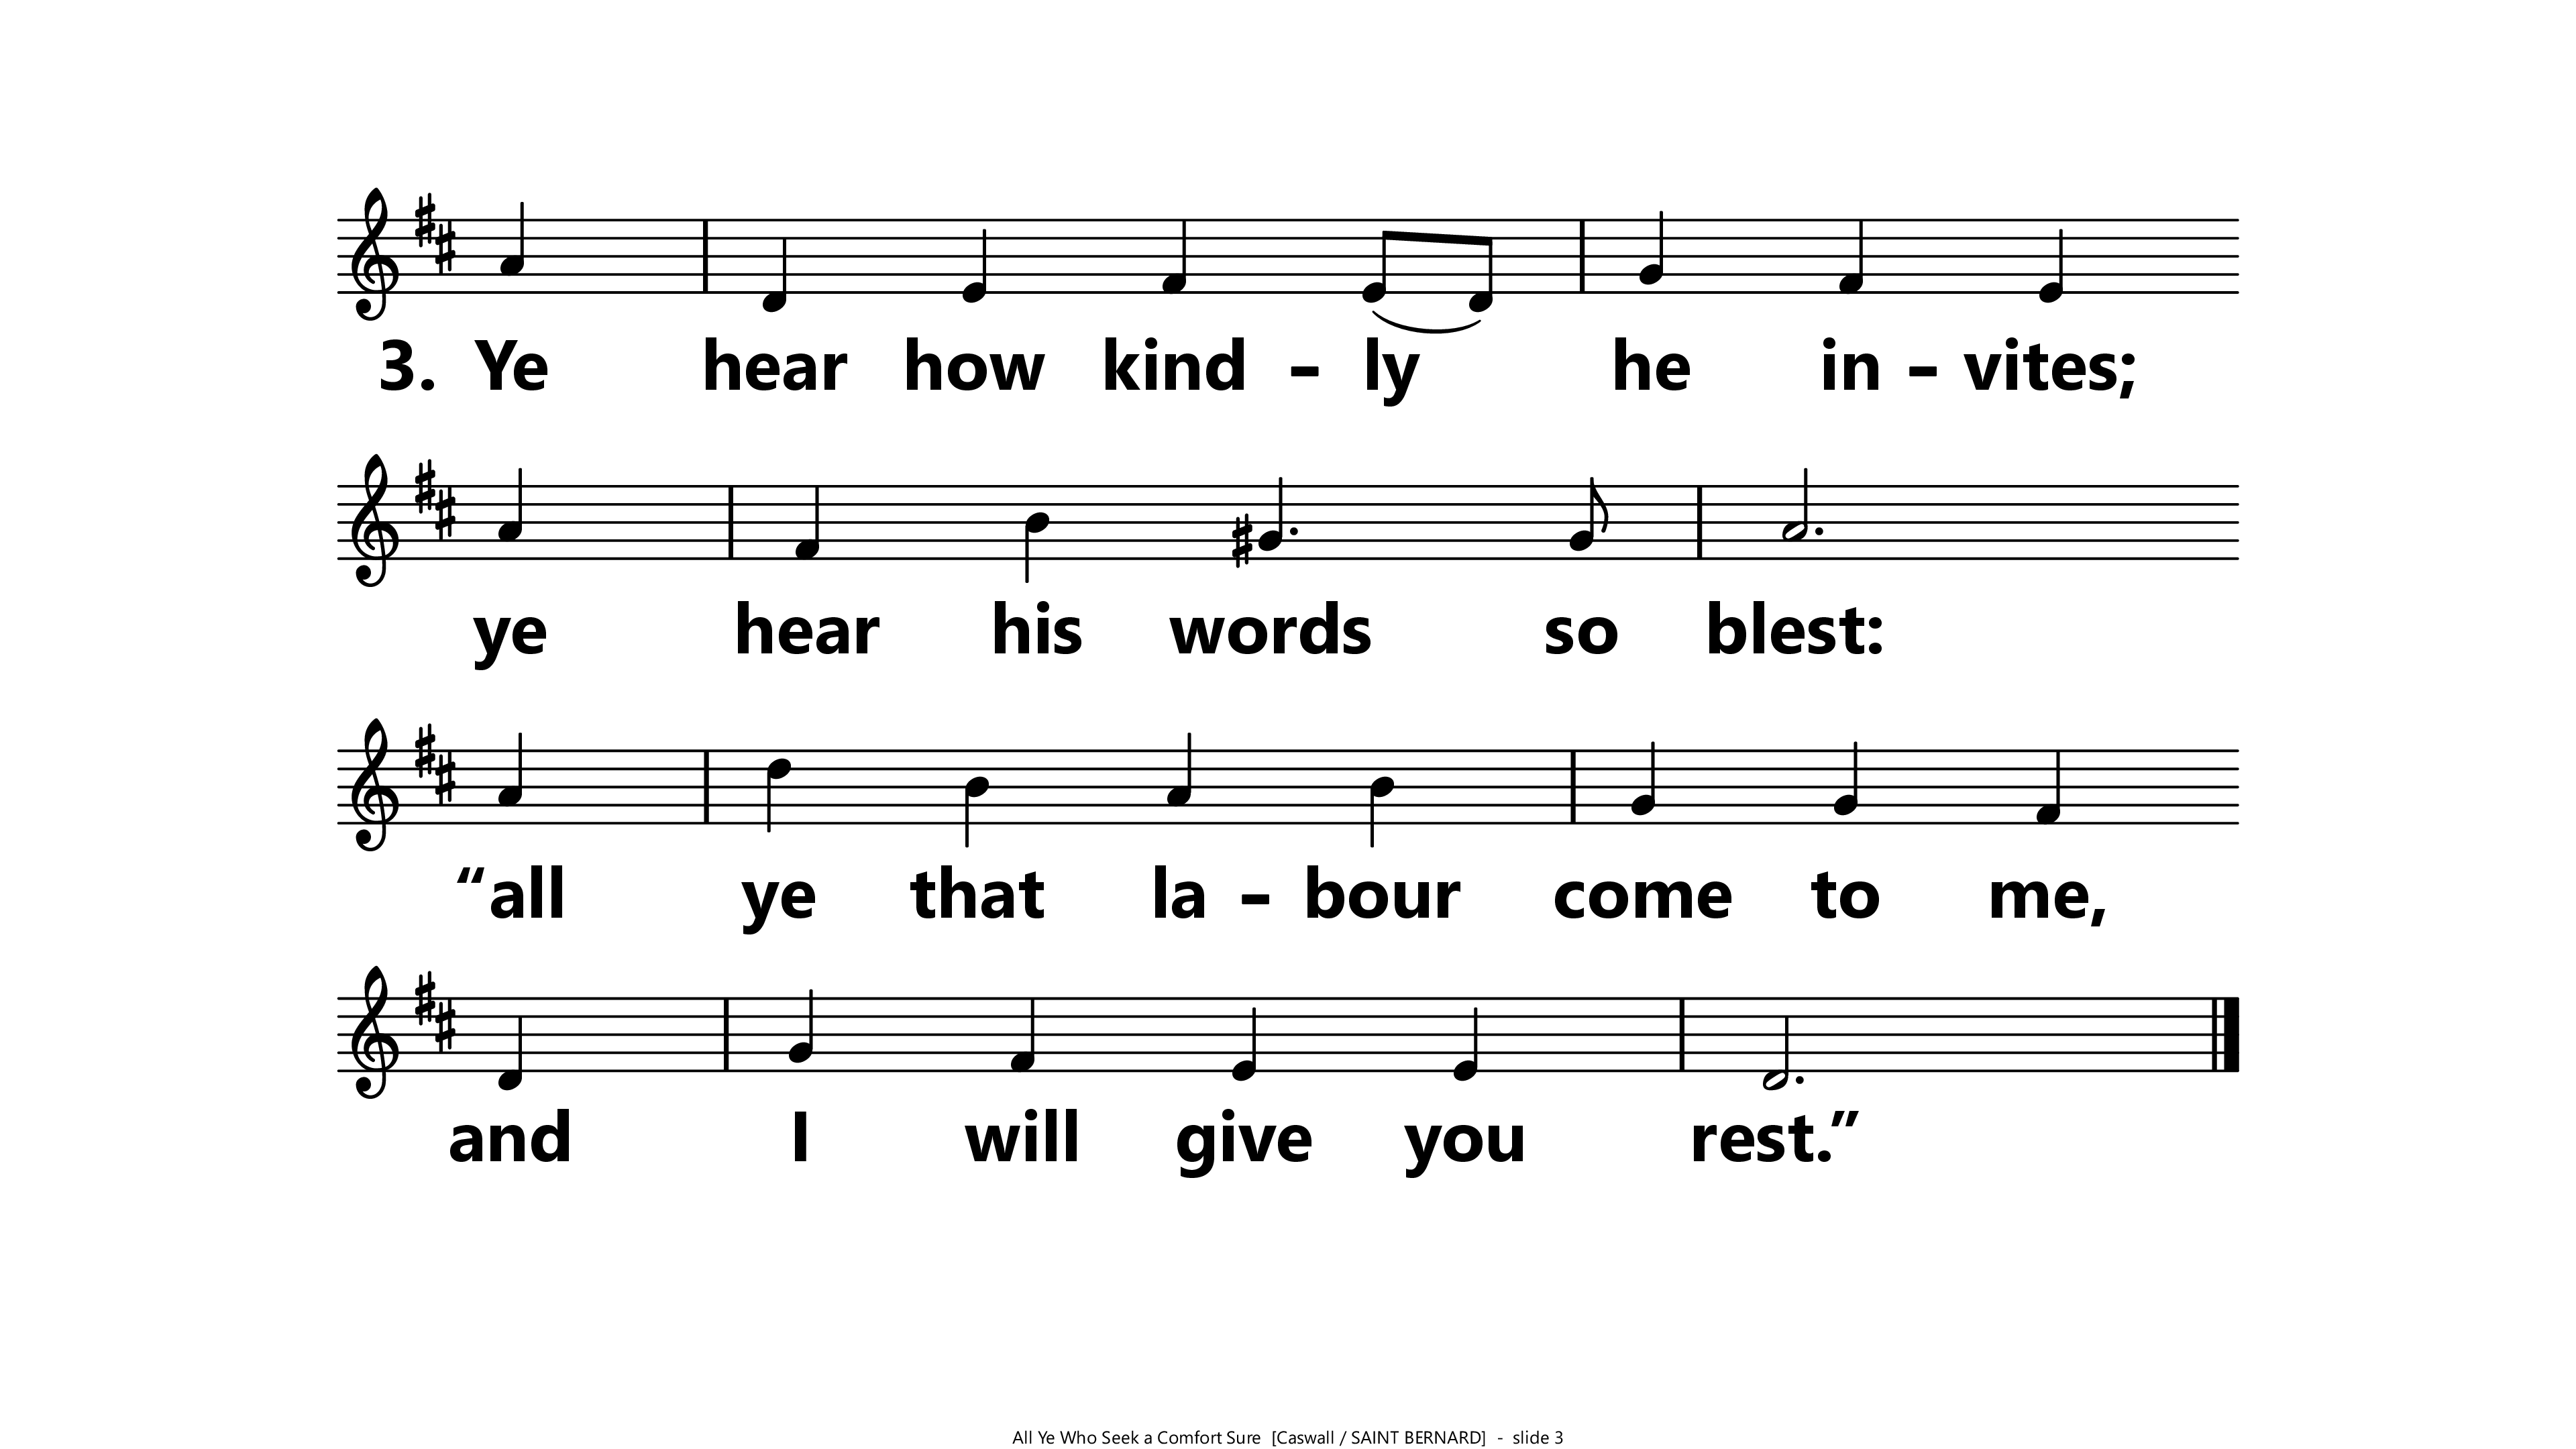 3. Ye hear how kind – ly he in – vites;
ye hear his words so blest:
“all ye that la – bour come to me,
and I will give you rest.”
All Ye Who Seek a Comfort Sure [Caswall / SAINT BERNARD] - slide 3